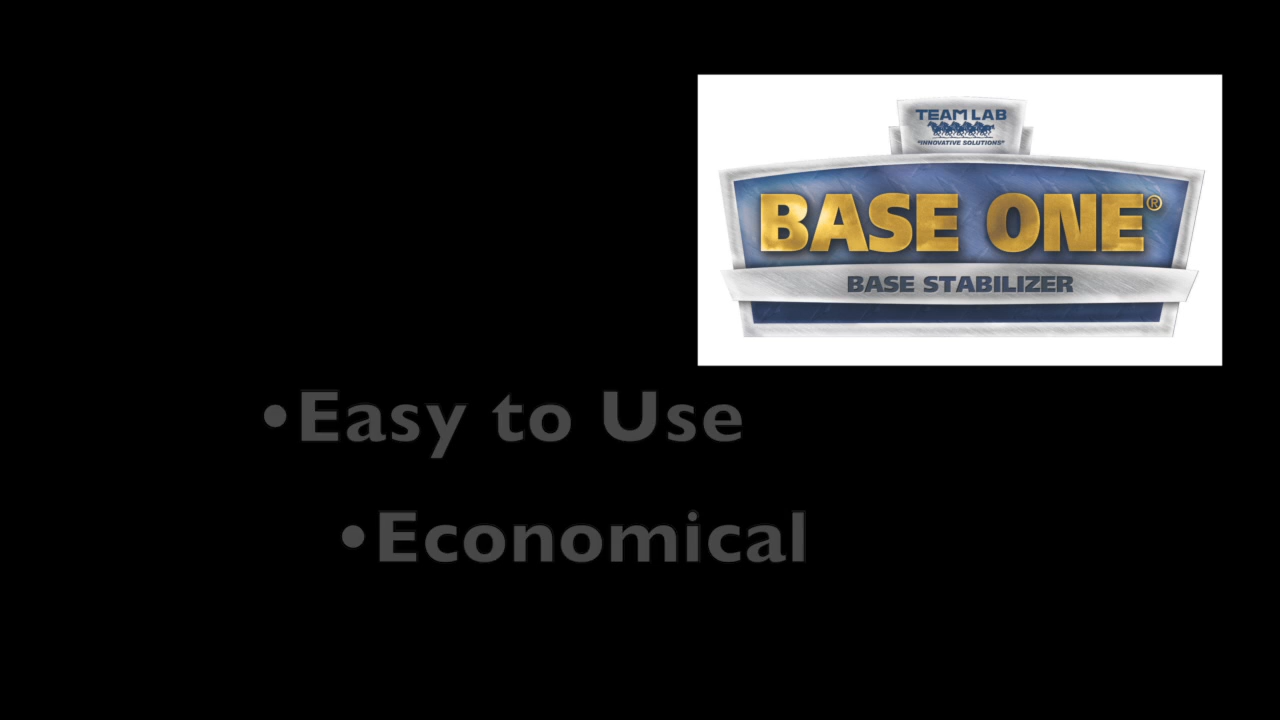 TEAM LAB
"INNOVATIVE SOLUTIONS"
BASE ONE®
BASE STABILIZER
•Easy to Use
•Economical